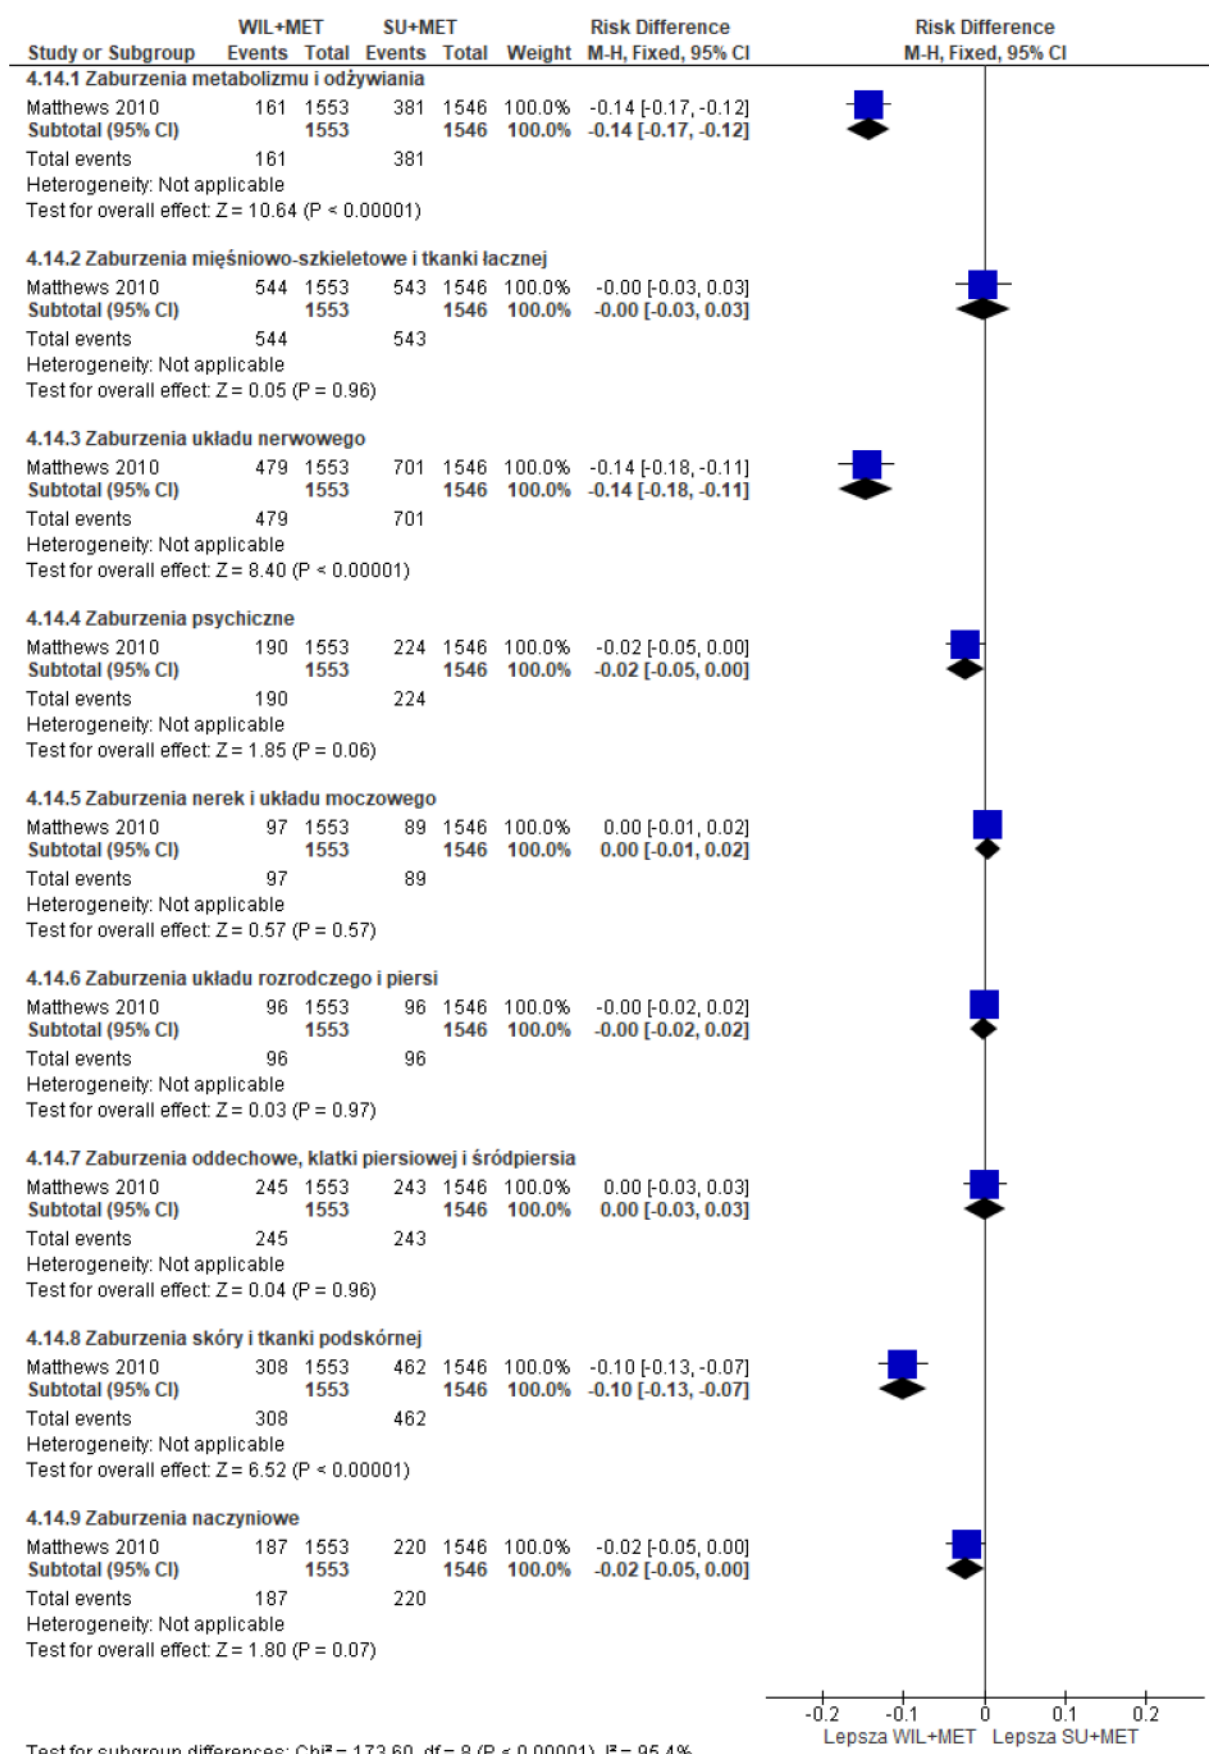 WIL+MET SU+MET Risk Difference Risk Difference
Study or Subgroup Events Total Events Total Weight M-H, Fixed, 95% CI M-H, Fixed, 95% CI
4.14.1 Zaburzenia metabolizmu i odżywiania
Matthews 2010 161 1553 381 1546 100.0% -0.14 [-0.17, -0.12]
Subtotal (95% CI) 1553 1546 100.0% -0.14 [-0.17, -0.12]
Total events 161 381
Heterogeneity: Not applicable
Test for overall effect: Z = 10.64 (P < 0.00001)
4.14.2 Zaburzenia mięśniowo-szkieletowe i tkanki łacznej
Matthews 2010 544 1553 543 1546 100.0% -0.00 [-0.03, 0.03]
Subtotal (95% CI) 1553 1546 100.0% -0.00 [-0.03, 0.03]
Total events 544 543
Heterogeneity: Not applicable
Test for overall effect: Z = 0.05 (P = 0.96)
4.14.3 Zaburzenia układu nerwowego
Matthews 2010 479 1553 701 1546 100.0% -0.14 [-0.18, -0.11]
Subtotal (95% CI) 1553 1546 100.0% -0.14 [-0.18, -0.11]
Total events 479 701
Heterogeneity: Not applicable
Test for overall effect: Z = 8.40 (P < 0.00001)
4.14.4 Zaburzenia psychiczne
Matthews 2010 190 1553 224 1546 100.0% -0.02 [-0.05, 0.00]
Subtotal (95% CI) 1553 1546 100.0% -0.02 [-0.05, 0.00]
Total events 190 224
Heterogeneity: Not applicable
Test for overall effect: Z = 1.85 (P = 0.06)
4.14.5 Zaburzenia nerek i układu moczowego
Matthews 2010 97 1553 89 1546 100.0% 0.00 [-0.01, 0.02]
Subtotal (95% CI) 1553 1546 100.0% 0.00 [-0.01, 0.02]
Total events 97 89
Heterogeneity: Not applicable
Test for overall effect: Z = 0.57 (P = 0.57)
4.14.6 Zaburzenia układu rozrodczego i piersi
Matthews 2010 96 1553 96 1546 100.0% -0.00 [-0.02, 0.02]
Subtotal (95% CI) 1553 1546 100.0% -0.00 [-0.02, 0.02]
Total events 96 96
Heterogeneity: Not applicable
Test for overall effect: Z = 0.03 (P = 0.97)
4.14.7 Zaburzenia oddechowe, klatki piersiowej i śródpiersia
Matthews 2010 245 1553 243 1546 100.0% 0.00 [-0.03, 0.03]
Subtotal (95% CI) 1553 1546 100.0% 0.00 [-0.03, 0.03]
Total events 245 243
Heterogeneity: Not applicable
Test for overall effect: Z = 0.04 (P = 0.96)
4.14.8 Zaburzenia skóry i tkanki podskórnej
Matthews 2010 308 1553 462 1546 100.0% -0.10 [-0.13, -0.07]
Subtotal (95% CI) 1553 1546 100.0% -0.10 [-0.13, -0.07]
Total events 308 462
Heterogeneity: Not applicable
Test for overall effect: Z = 6.52 (P < 0.00001)
4.14.9 Zaburzenia naczyniowe
Matthews 2010 187 1553 220 1546 100.0% -0.02 [-0.05, 0.00]
Subtotal (95% CI) 1553 1546 100.0% -0.02 [-0.05, 0.00]
Total events 187 220
Heterogeneity: Not applicable
Test for overall effect: Z = 1.80 (P = 0.07)
-0.2 -0.1 0 0.1 0.2
Lepsza WIL+MET Lepsza SU+MET
Test for subgroup differences: Chi² = 173.60, df = 8 (P < 0.00001), I² = 95.4%